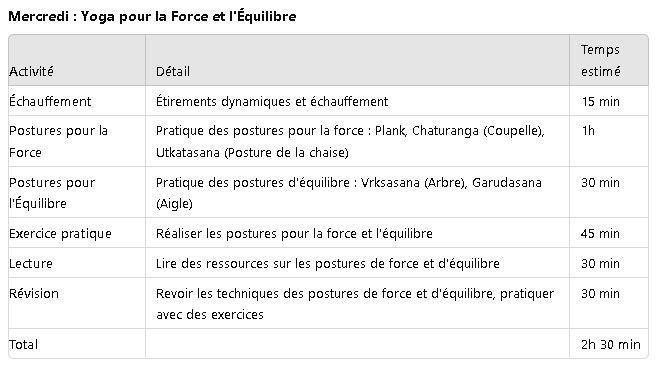 Mercredi : Yoga pour la Force et l'Équilibre
Temps
Activité Détail estimé
Échauffement Étirements dynamiques et échauffement 15 min
Postures pour la Pratique des postures pour la force : Plank, Chaturanga (Coupelle), 1h
Force Utkatasana (Posture de la chaise)
Postures pour Pratique des postures d'équilibre : Vrksasana (Arbre), Garudasana 30 min
l'Équilibre (Aigle)
Exercice pratique Réaliser les postures pour la force et l'équilibre 45 min
Lecture Lire des ressources sur les postures de force et d'équilibre 30 min
Révision Revoir les techniques des postures de force et d'équilibre, pratiquer 30 min
avec des exercices
Total 2h 30 min